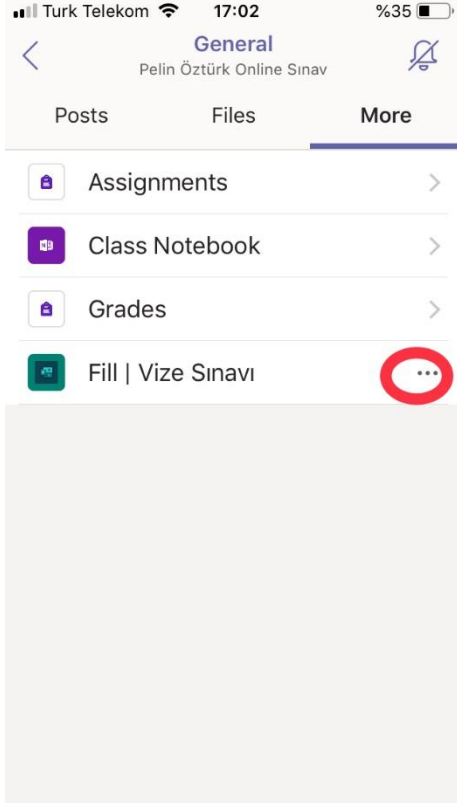 Turk Telekom 17:02 %35
General
Pelin Öztürk Online Sınav
Posts Files More
Assignments
Class Notebook
Grades
Fill | Vize Sınavı ...